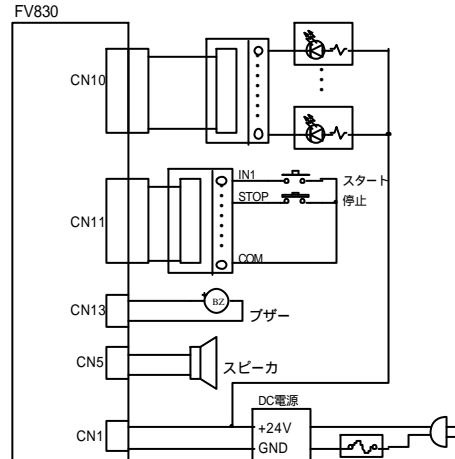 FV830
CN10
IN1
スタート
STOP
停止
CN11
COM
BZ
CN13
ブザー
CN5
スピーカ
DC電源
CN1
+24V
GND